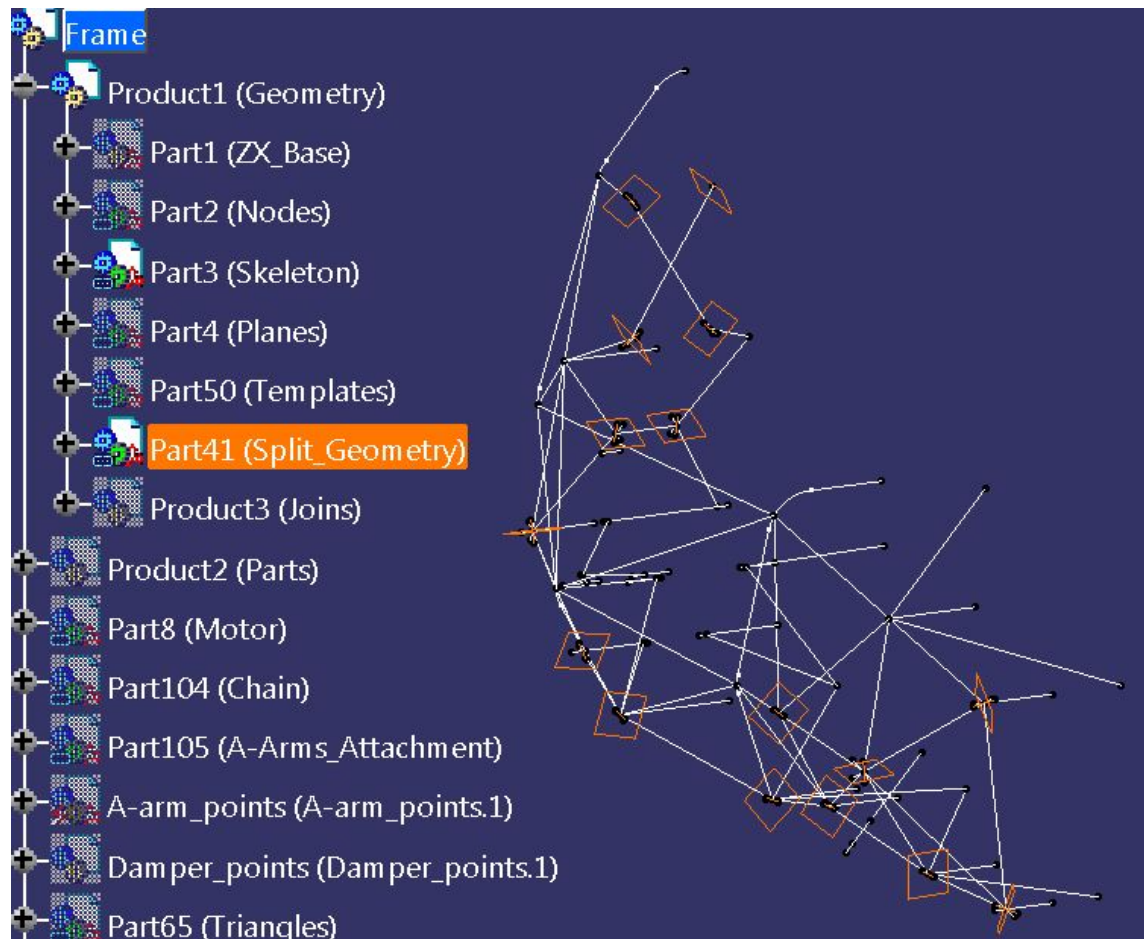 Frame
Product1 (Geometry)
Part1 (ZX_Base)
Part2 (Nodes)
Part3 (Skeleton)
Part4 (Planes)
Part50 (Templates)
Part41 (Split_Geometry)
Product3 (Joins)
Product2 (Parts)
Part8 (Motor)
Part104 (Chain)
Part105 (A-Arms_Attachment)
A-arm_points (A-arm_points.1)
Damper_points (Damper_points.1)
Part65 (Triangles)